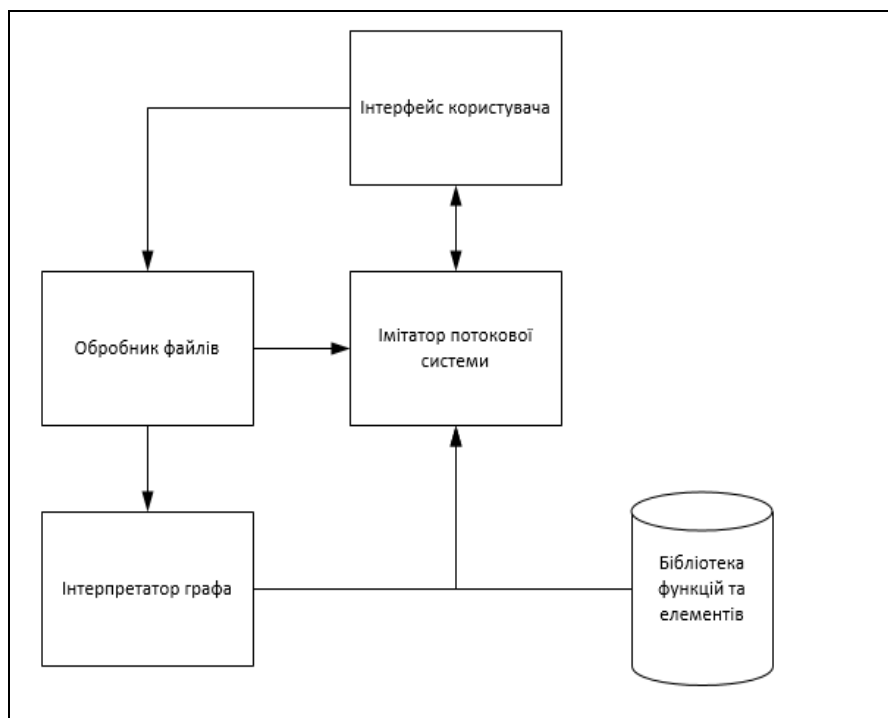 Інтерфейс користувача
Обробник файлів
Імітатор потокової
системи
Інтерпретатор графа
Бібліотека
функцій та
елементів